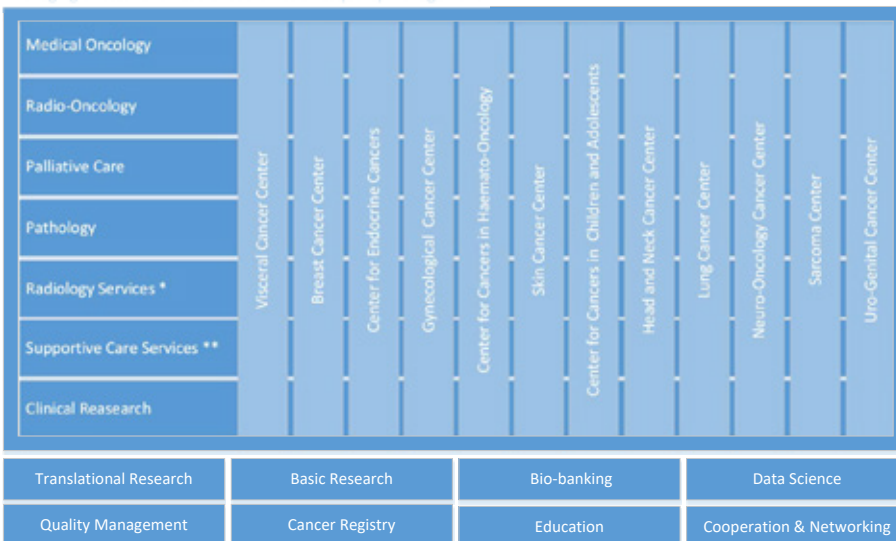 Medical Oncology
Radio-Oncology
Palliative Care
Pathology
Radiology Services *
Supportive Care Services **
Clinical Reasearch
Visceral Cancer Center
Breast Cancer Center
Center for Endocrine Cancers
Gynecological Cancer Center
Center for Cancers in Haemato-Oncology
Skin Cancer Center
Center for Cancers in Children and Adolescents
Head and Neck Cancer Center
Lung Cancer Center
Neuro-Oncology Cancer Center
Sarcoma Center
Uro-Genital Cancer Center
Translational Research
Basic Research
Bio-banking
Data Science
Quality Management
Cancer Registry
Education
Cooperation & Networking